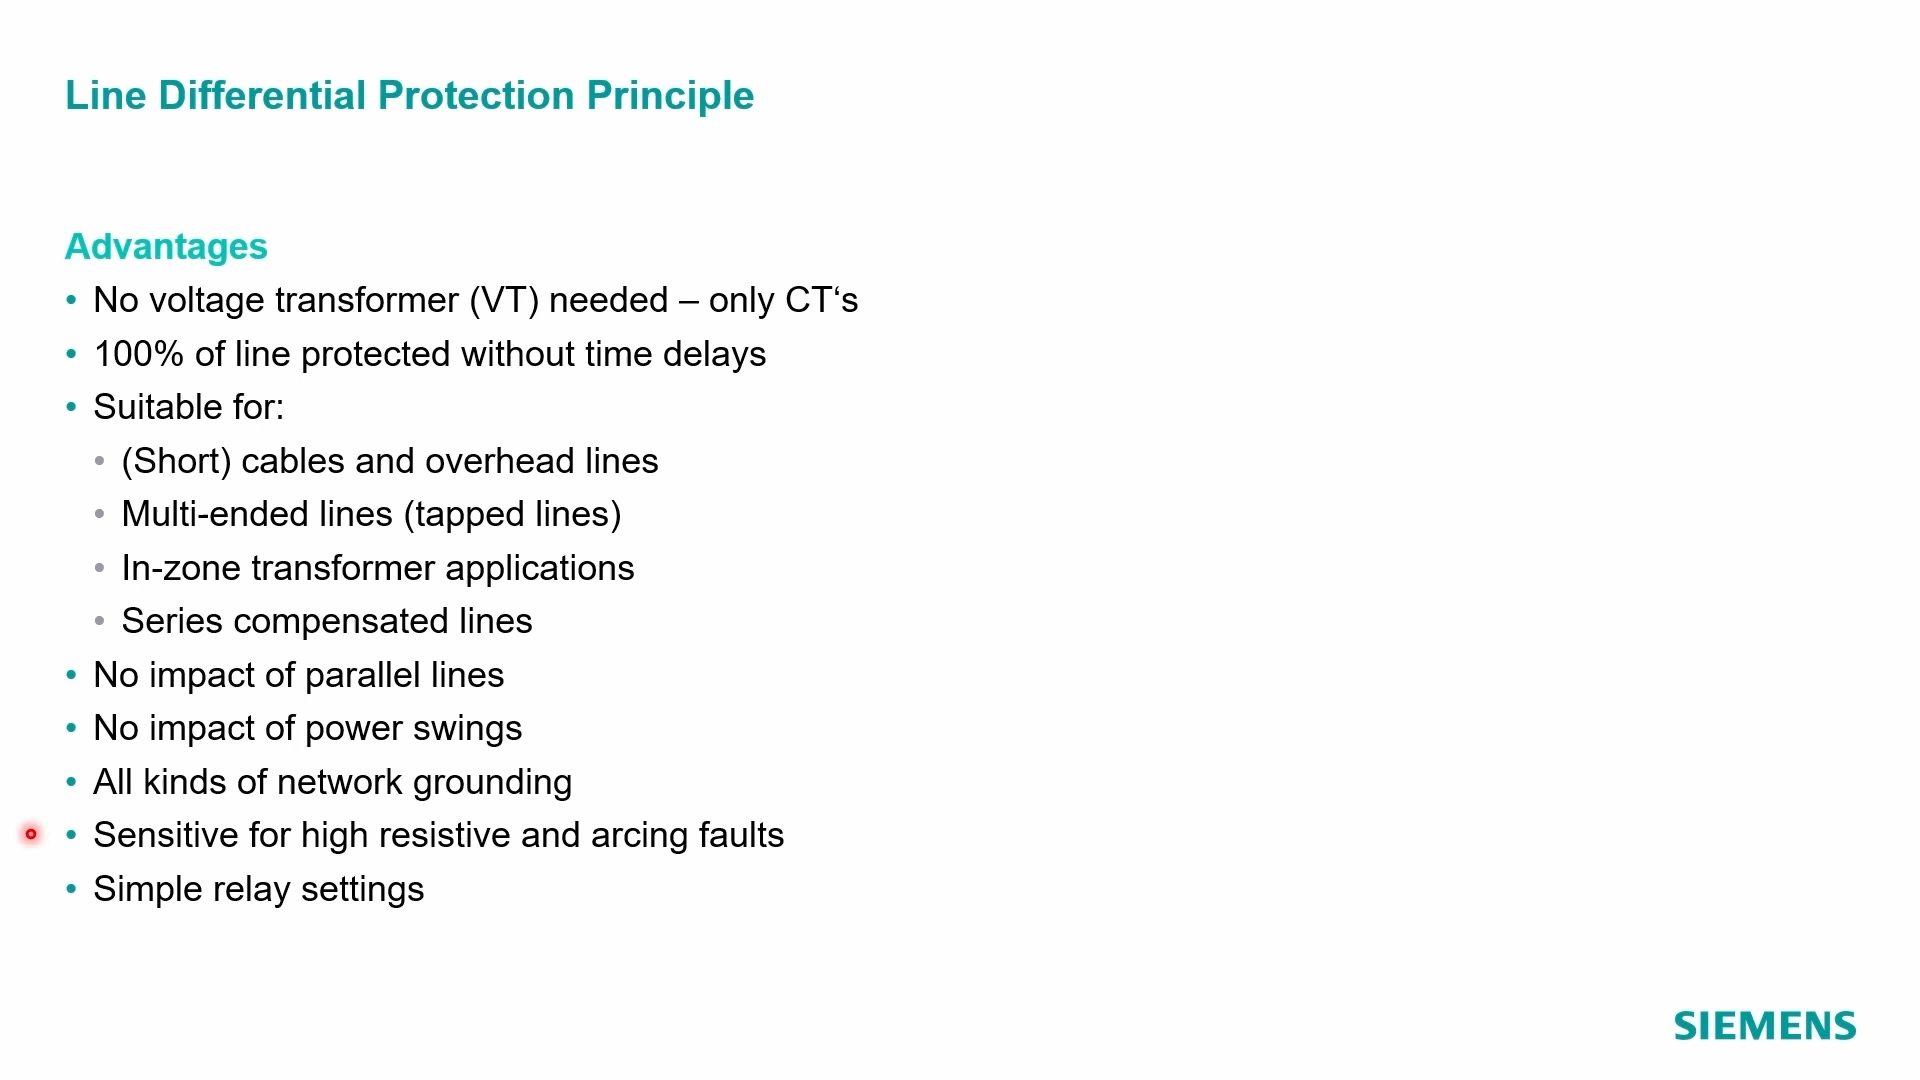 Line Differential Protection Principle
Advantages
• No voltage transformer (VT) needed – only CT‘s
• 100% of line protected without time delays
• Suitable for:
• (Short) cables and overhead lines
• Multi-ended lines (tapped lines)
• In-zone transformer applications
• Series compensated lines
• No impact of parallel lines
• No impact of power swings
• All kinds of network grounding
• Sensitive for high resistive and arcing faults
• Simple relay settings
SIEMENS